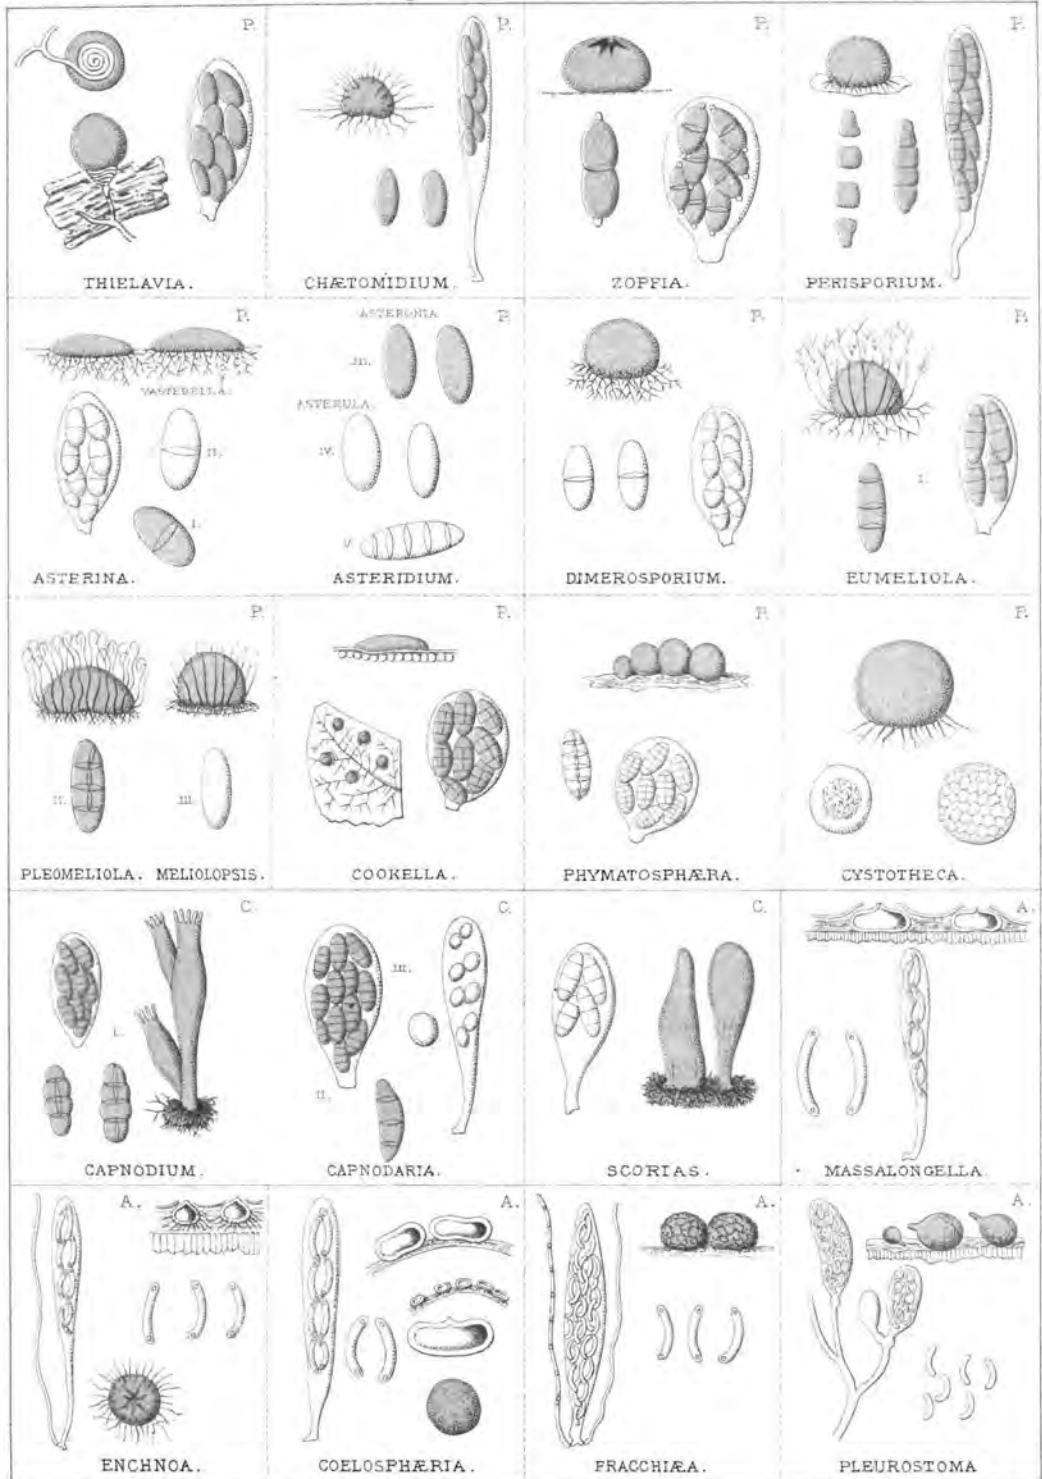 P.
THIELAVIA.
P.
CHÆTOMIDIUM.
P.
ZOPFIA.
P.
PERISPORIUM.
P.
ASTERELLA.
II.
I.
ASTERINA.
ASTERONIA
P.
III.
ASTERULA.
IV.
V
ASTERIDIUM.
P.
DIMEROSPORIUM.
P.
I.
EUMELIOLA.
P.
II.
III.
PLEOMELIOLA. MELIOLOPSIS.
P.
COOKELLA.
P.
PHYMATOSPHÆRA.
P.
CYSTOTHECA.
C.
I.
CAPNODIUM.
C.
III.
II.
CAPNODARIA.
C.
SCORIAS.
A.
MASSALONGELLA
A.
ENCHNOA.
A.
COELOSPHÆRIA.
A.
FRACCHIÆA.
A.
PLEUROSTOMA